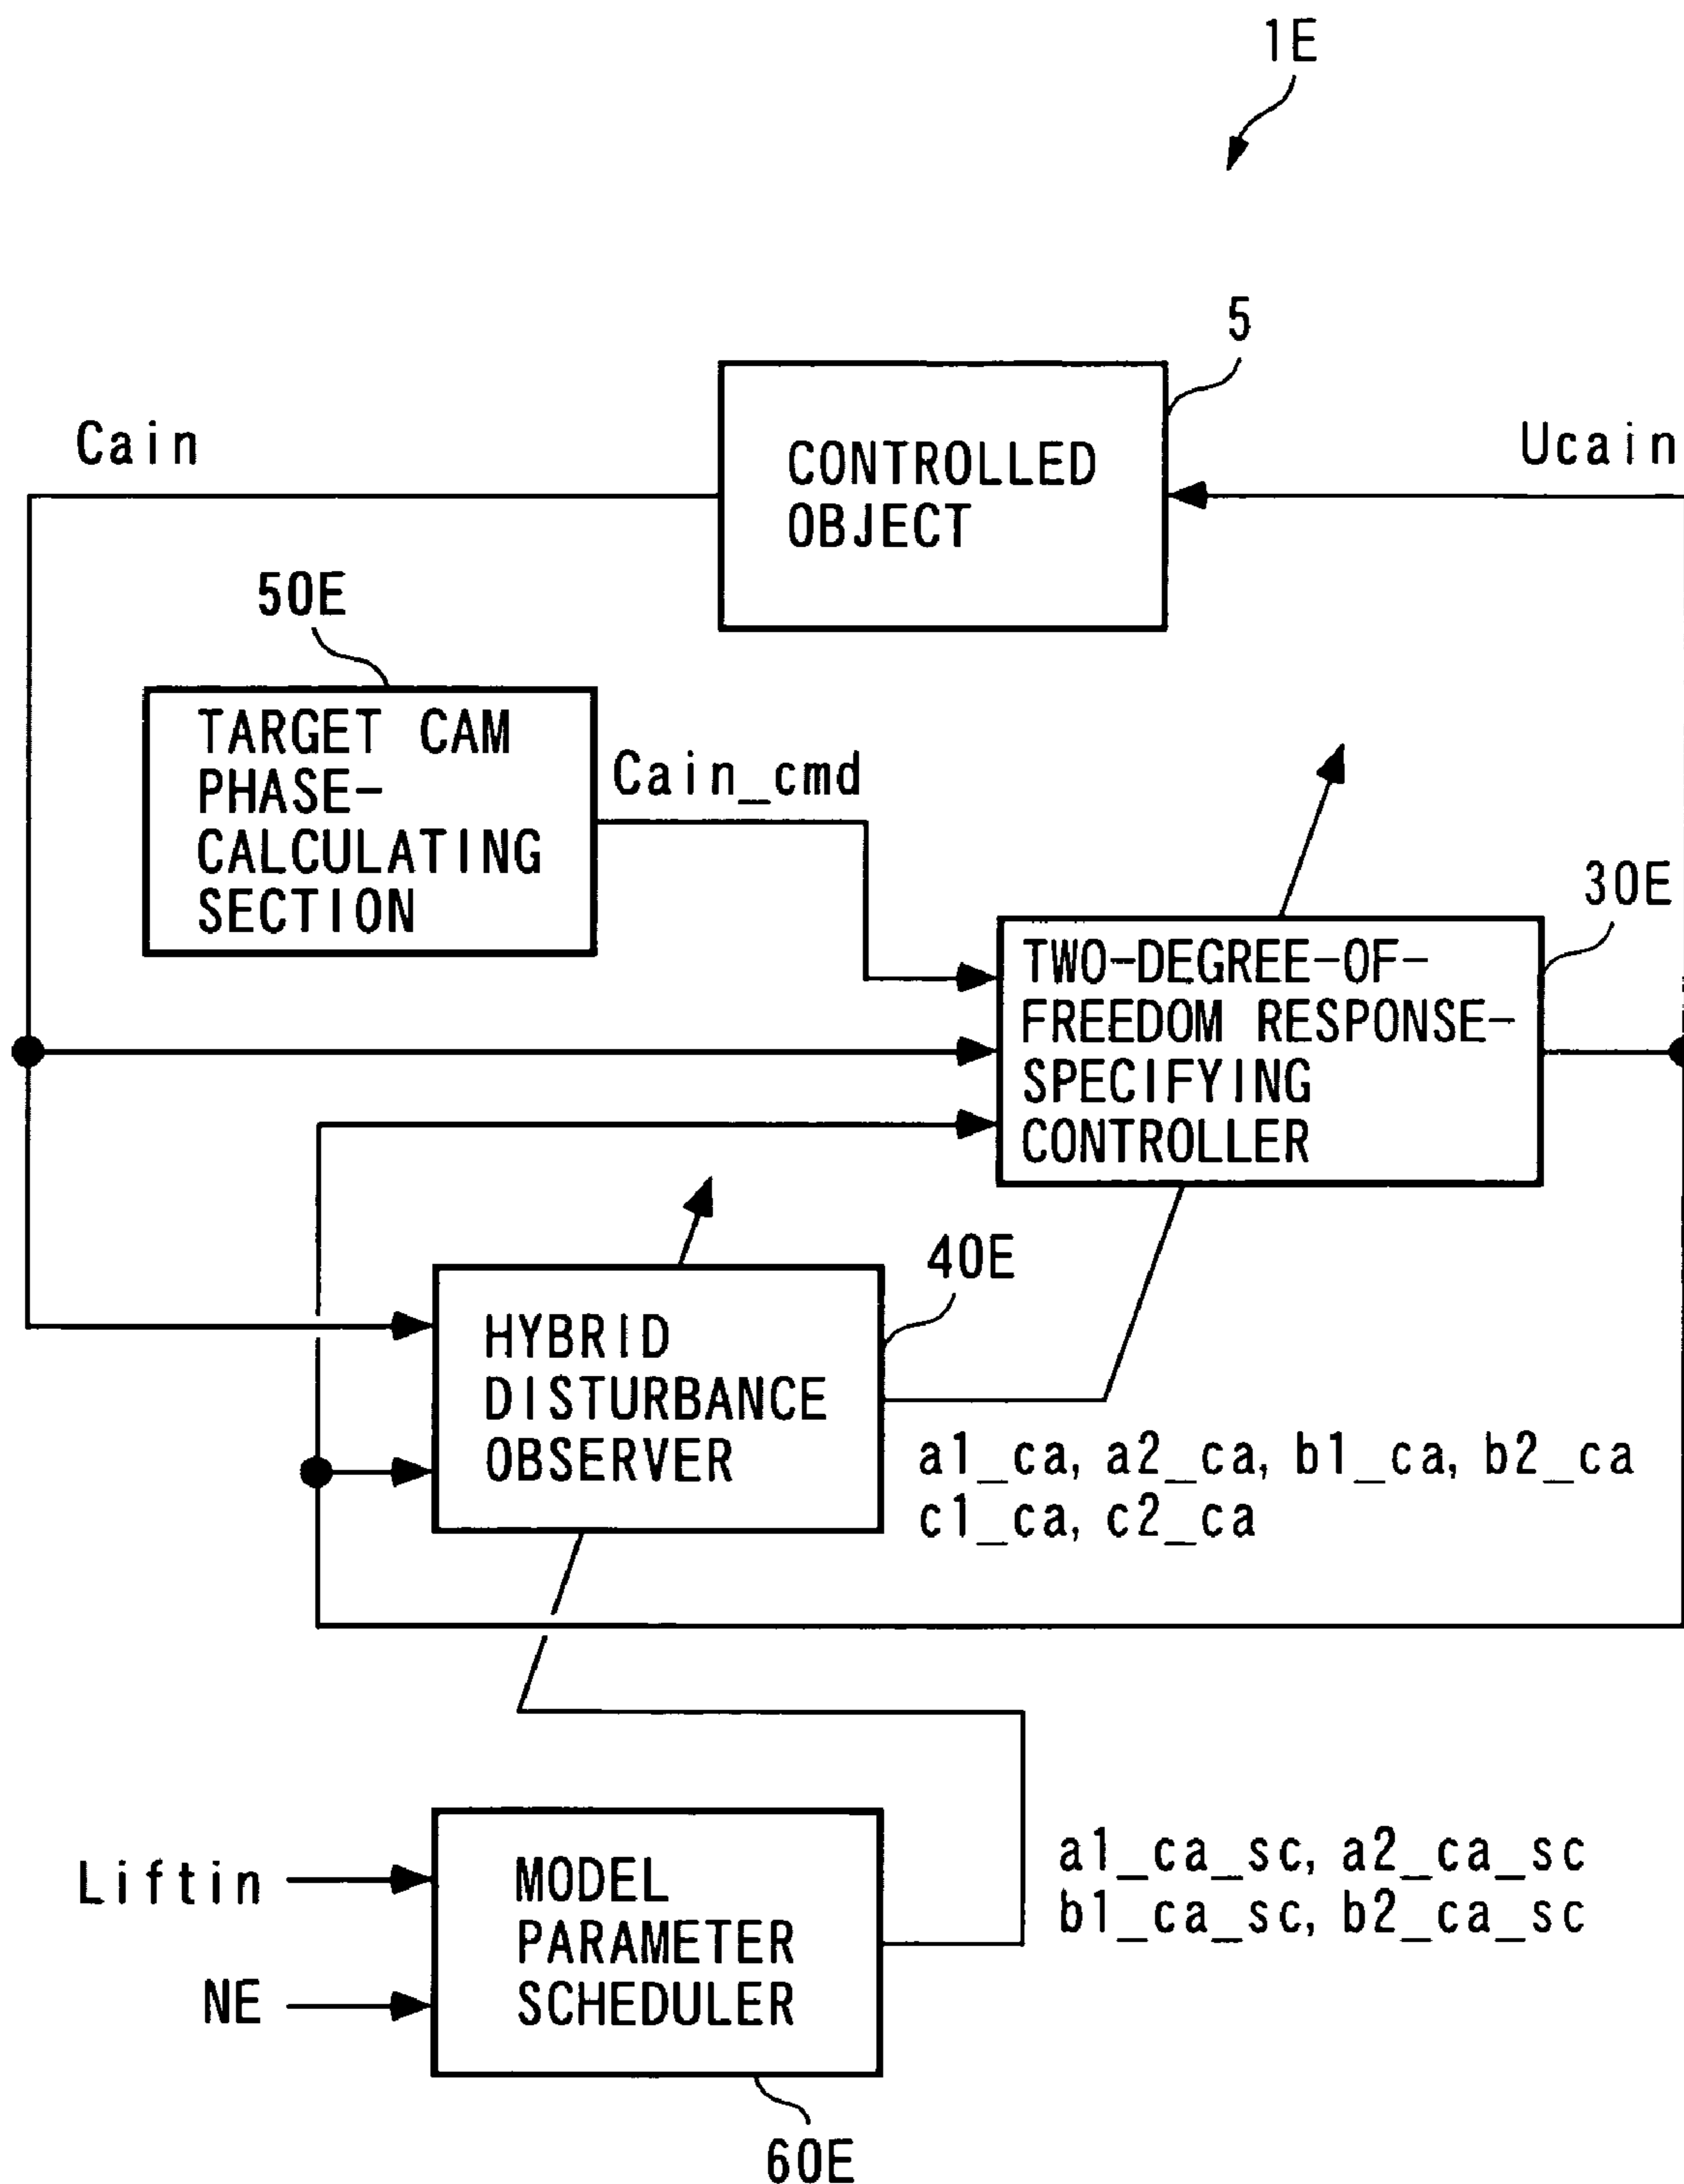 1E
5
Cain
CONTROLLED
OBJECT
Ucain
50E
TARGET CAM
PHASE-
CALCULATING
SECTION
Cain_cmd
30E
TWO-DEGREE-OF-
FREEDOM RESPONSE-
SPECIFYING
CONTROLLER
40E
HYBRID
DISTURBANCE
OBSERVER
a1_ca, a2_ca, b1_ca, b2_ca
c1_ca, c2_ca
Liftin
NE
MODEL
PARAMETER
SCHEDULER
a1_ca_sc, a2_ca_sc
b1_ca_sc, b2_ca_sc
60E